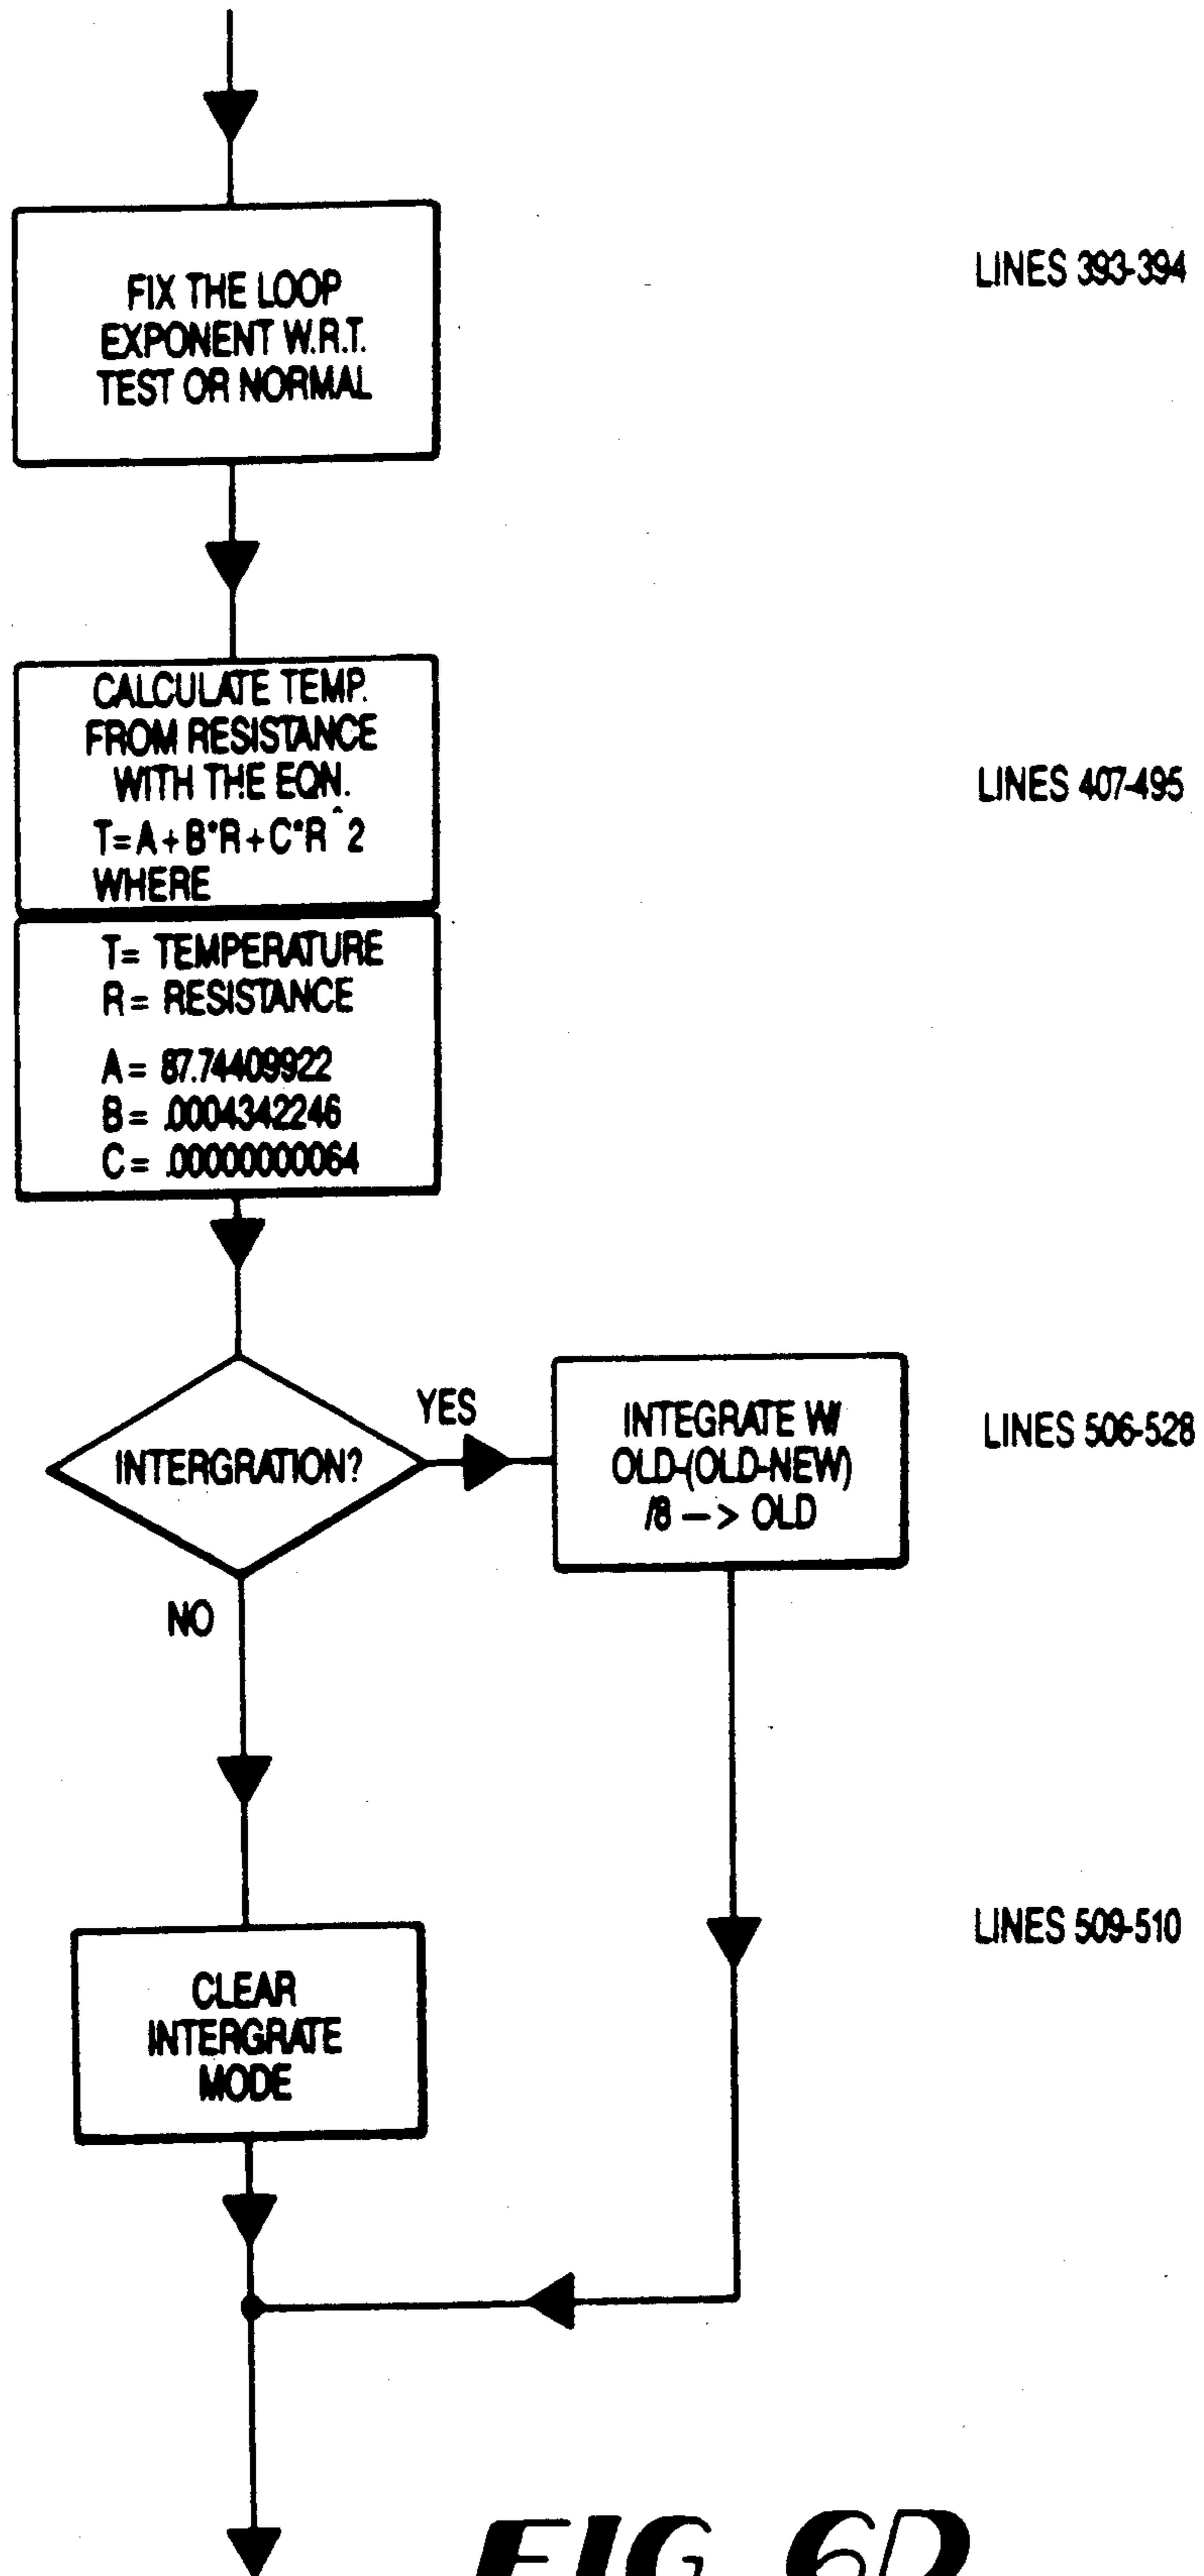 FIX THE LOOP
EXPONENT W.R.T.
TEST OR NORMAL
LINES 393-394
CALCULATE TEMP.
FROM RESISTANCE
WITH THE EQN.
T=A+B*R+C*R^2
WHERE
LINES 407-495
T= TEMPERATURE
R= RESISTANCE
A= 87.74409922
B= .0004342246
C= .00000000064
INTERGRATION?
YES
NO
INTEGRATE W/
OLD-(OLD-NEW)
/8 —> OLD
LINES 506-528
CLEAR
INTERGRATE
MODE
LINES 509-510
FIG. 6D